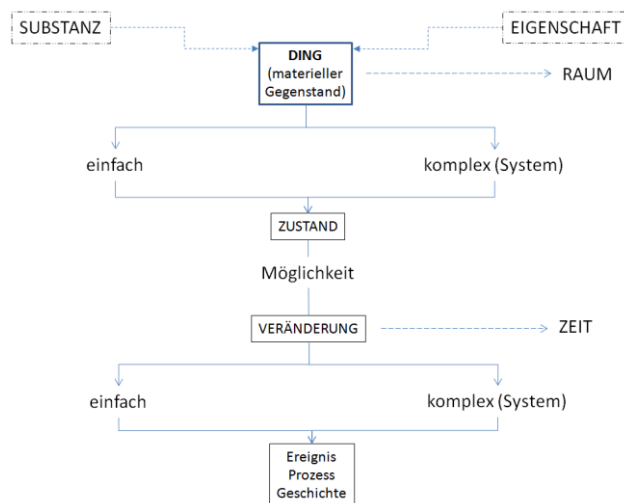 SUBSTANZ
EIGENSCHAFT
DING
(materieller
Gegenstand)
RAUM
einfach
komplex (System)
ZUSTAND
Möglichkeit
VERÄNDERUNG
ZEIT
einfach
komplex (System)
Ereignis
Prozess
Geschichte